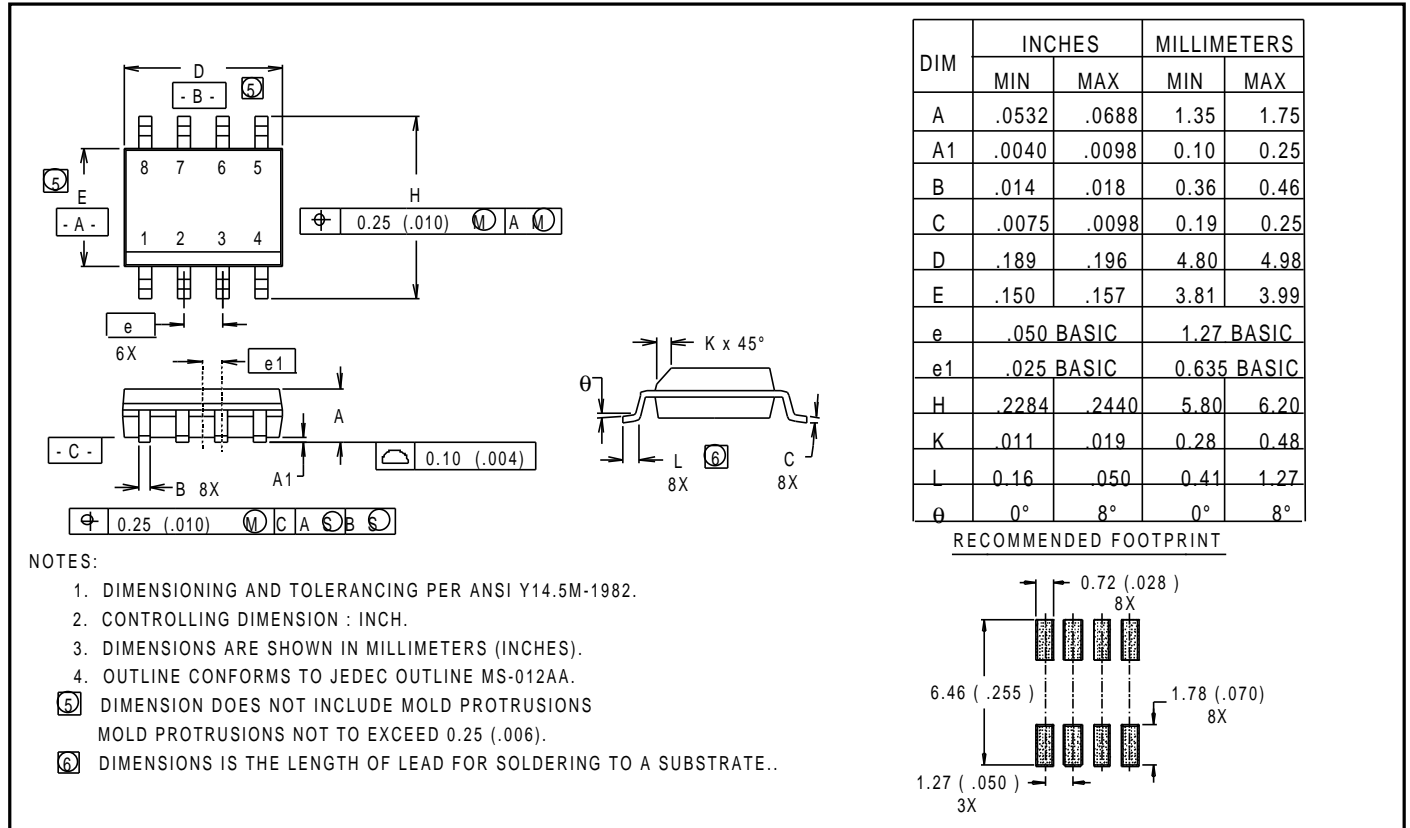 D
- B - 5
8 7 6 5
5
E
- A -
H
⌖ 0.25 (.010) M A M
1 2 3 4
e
6X
e1
K x 45°
θ
A
- C -
0.10 (.004)
L 6 C
8X 8X
B 8X A1
⌖ 0.25 (.010) M C A S B S
NOTES:
1. DIMENSIONING AND TOLERANCING PER ANSI Y14.5M-1982.
2. CONTROLLING DIMENSION : INCH.
3. DIMENSIONS ARE SHOWN IN MILLIMETERS (INCHES).
4. OUTLINE CONFORMS TO JEDEC OUTLINE MS-012AA.
5 DIMENSION DOES NOT INCLUDE MOLD PROTRUSIONS
MOLD PROTRUSIONS NOT TO EXCEED 0.25 (.006).
6 DIMENSIONS IS THE LENGTH OF LEAD FOR SOLDERING TO A SUBSTRATE..
DIM INCHES MILLIMETERS
MIN MAX MIN MAX
A .0532 .0688 1.35 1.75
A1 .0040 .0098 0.10 0.25
B .014 .018 0.36 0.46
C .0075 .0098 0.19 0.25
D .189 .196 4.80 4.98
E .150 .157 3.81 3.99
e .050 BASIC 1.27 BASIC
e1 .025 BASIC 0.635 BASIC
H .2284 .2440 5.80 6.20
K .011 .019 0.28 0.48
L 0.16 .050 0.41 1.27
θ 0° 8° 0° 8°
RECOMMENDED FOOTPRINT
0.72 (.028 )
8X
6.46 ( .255 )
1.78 (.070)
8X
1.27 ( .050 )
3X